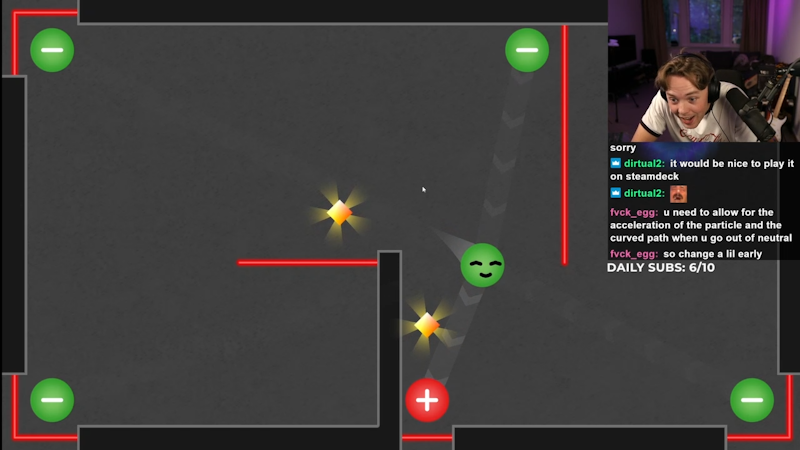 sorry
dirtual2: it would be nice to play it
on steamdeck
dirtual2:
fvck_egg: u need to allow for the
acceleration of the particle and the
curved path when u go out of neutral
fvck_egg: so change a lil early
DAILY SUBS: 6/10